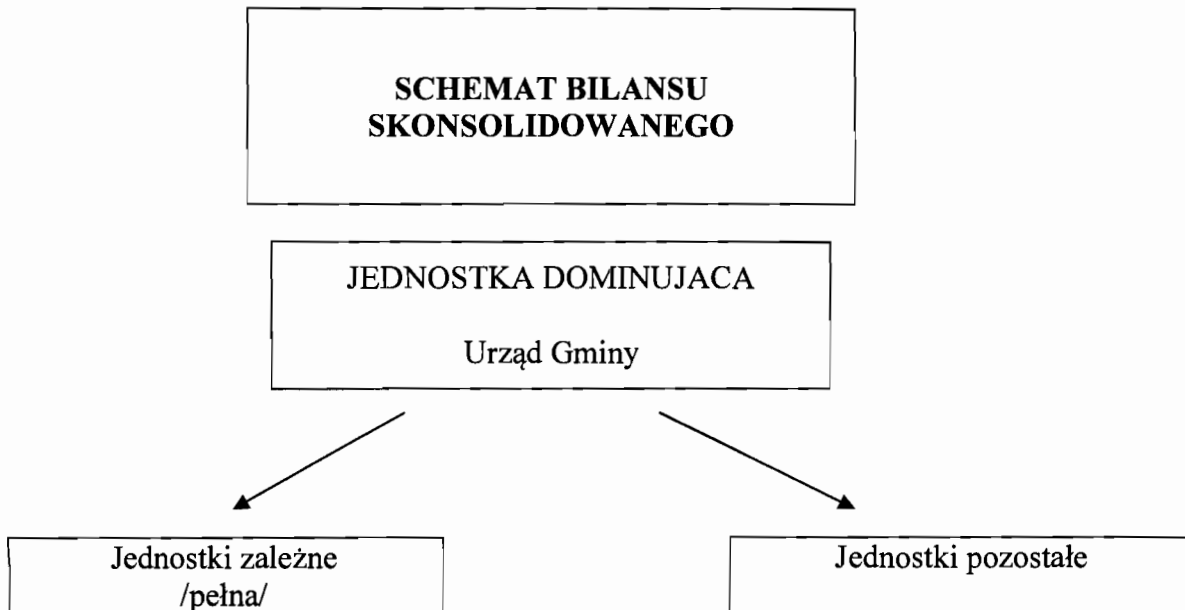 SCHEMAT BILANSU
SKONSOLIDOWANEGO
JEDNOSTKA DOMINUJACA
Urząd Gminy
Jednostki zależne
/pełna/
Jednostki pozostałe